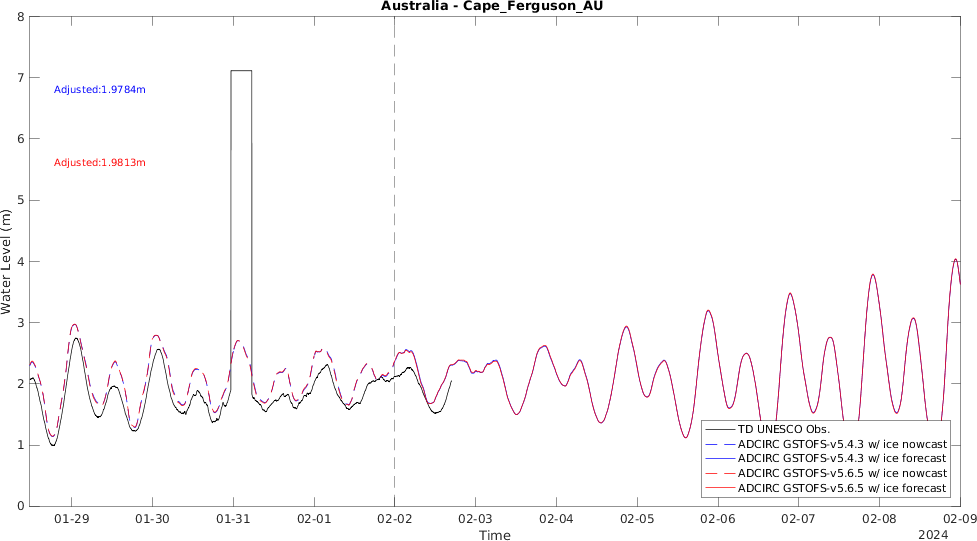 Australia - Cape_Ferguson_AU
8
7
6
5
4
3
2
1
0
Water Level (m)
Adjusted:1.9784m
Adjusted:1.9813m
TD UNESCO Obs.
ADCIRC GSTOFS-v5.4.3 w/ ice nowcast
ADCIRC GSTOFS-v5.4.3 w/ ice forecast
ADCIRC GSTOFS-v5.6.5 w/ ice nowcast
ADCIRC GSTOFS-v5.6.5 w/ ice forecast
01-29 01-30 01-31 02-01 02-02 02-03 02-04 02-05 02-06 02-07 02-08 02-09
Time
2024